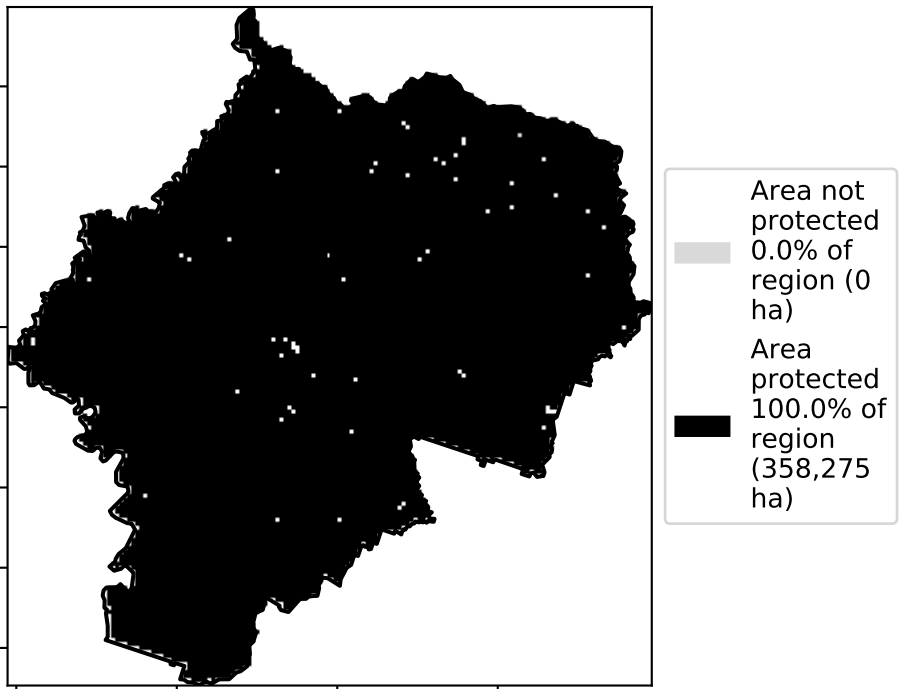 Area not
protected
0.0% of
region (0
ha)
Area
protected
100.0% of
region
(358,275
ha)